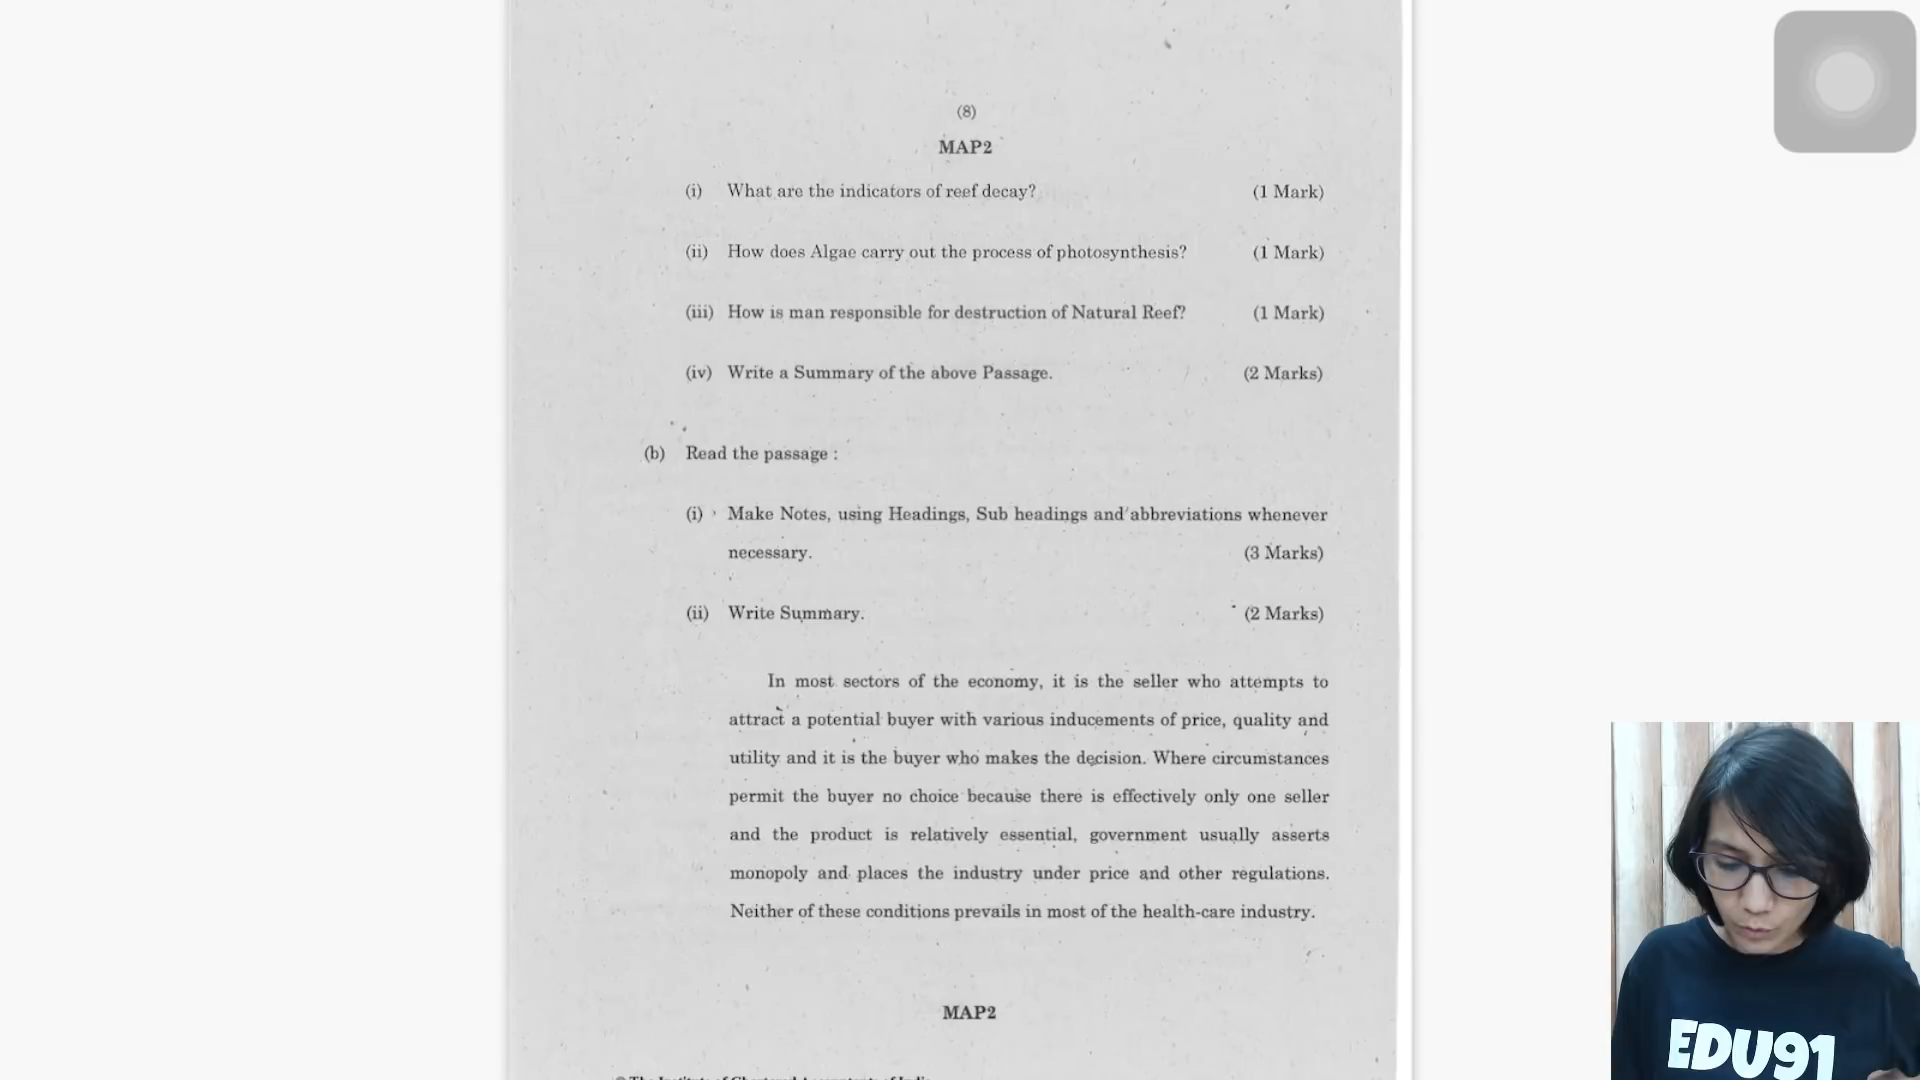 (8)
MAP2
(i) What are the indicators of reef decay? (1 Mark)
(ii) How does Algae carry out the process of photosynthesis? (1 Mark)
(iii) How is man responsible for destruction of Natural Reef? (1 Mark)
(iv) Write a Summary of the above Passage. (2 Marks)
(b) Read the passage :
(i) Make Notes, using Headings, Sub headings and abbreviations whenever
necessary. (3 Marks)
(ii) Write Summary. (2 Marks)
In most sectors of the economy, it is the seller who attempts to
attract a potential buyer with various inducements of price, quality and
utility and it is the buyer who makes the decision. Where circumstances
permit the buyer no choice because there is effectively only one seller
and the product is relatively essential, government usually asserts
monopoly and places the industry under price and other regulations.
Neither of these conditions prevails in most of the health-care industry.
MAP2
© The Institute of Chartered Accountants of India
EDU91